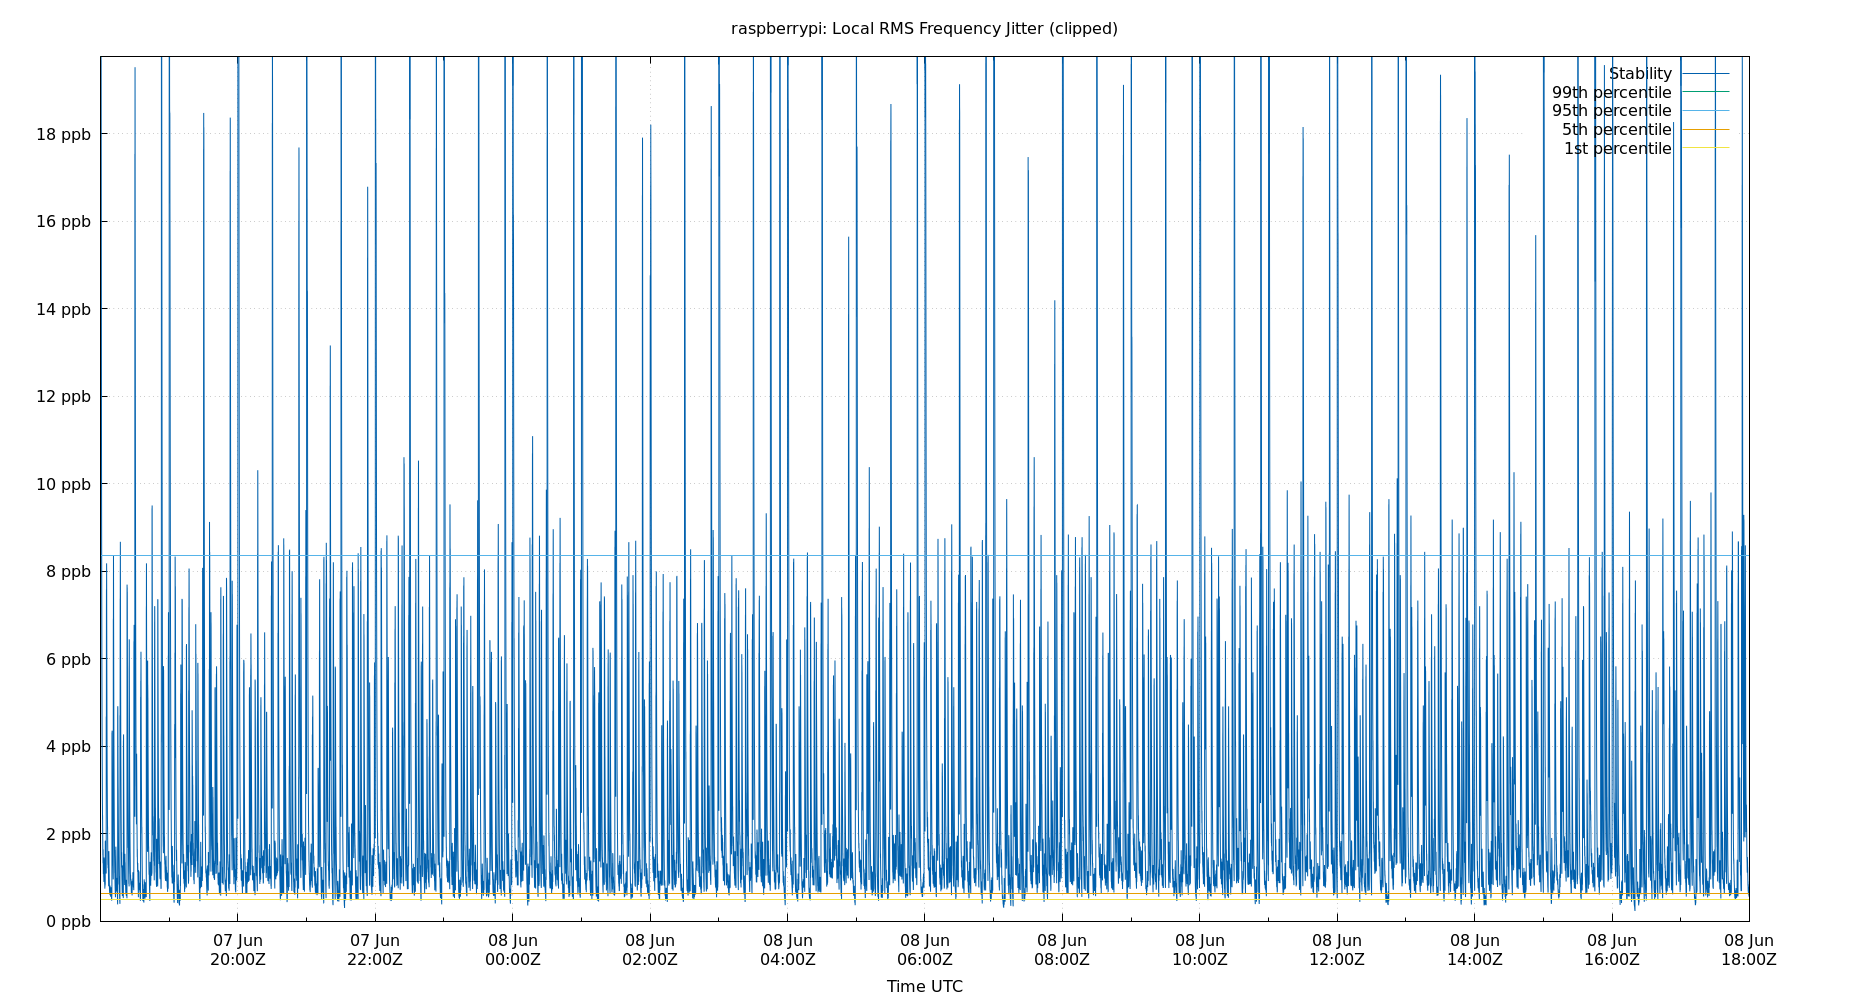 raspberrypi: Local RMS Frequency Jitter (clipped)
Stability
99th percentile
95th percentile
5th percentile
1st percentile
18 ppb
16 ppb
14 ppb
12 ppb
10 ppb
8 ppb
6 ppb
4 ppb
2 ppb
0 ppb
07 Jun 07 Jun 08 Jun 08 Jun 08 Jun 08 Jun 08 Jun 08 Jun 08 Jun 08 Jun 08 Jun 08 Jun
20:00Z 22:00Z 00:00Z 02:00Z 04:00Z 06:00Z 08:00Z 10:00Z 12:00Z 14:00Z 16:00Z 18:00Z
Time UTC